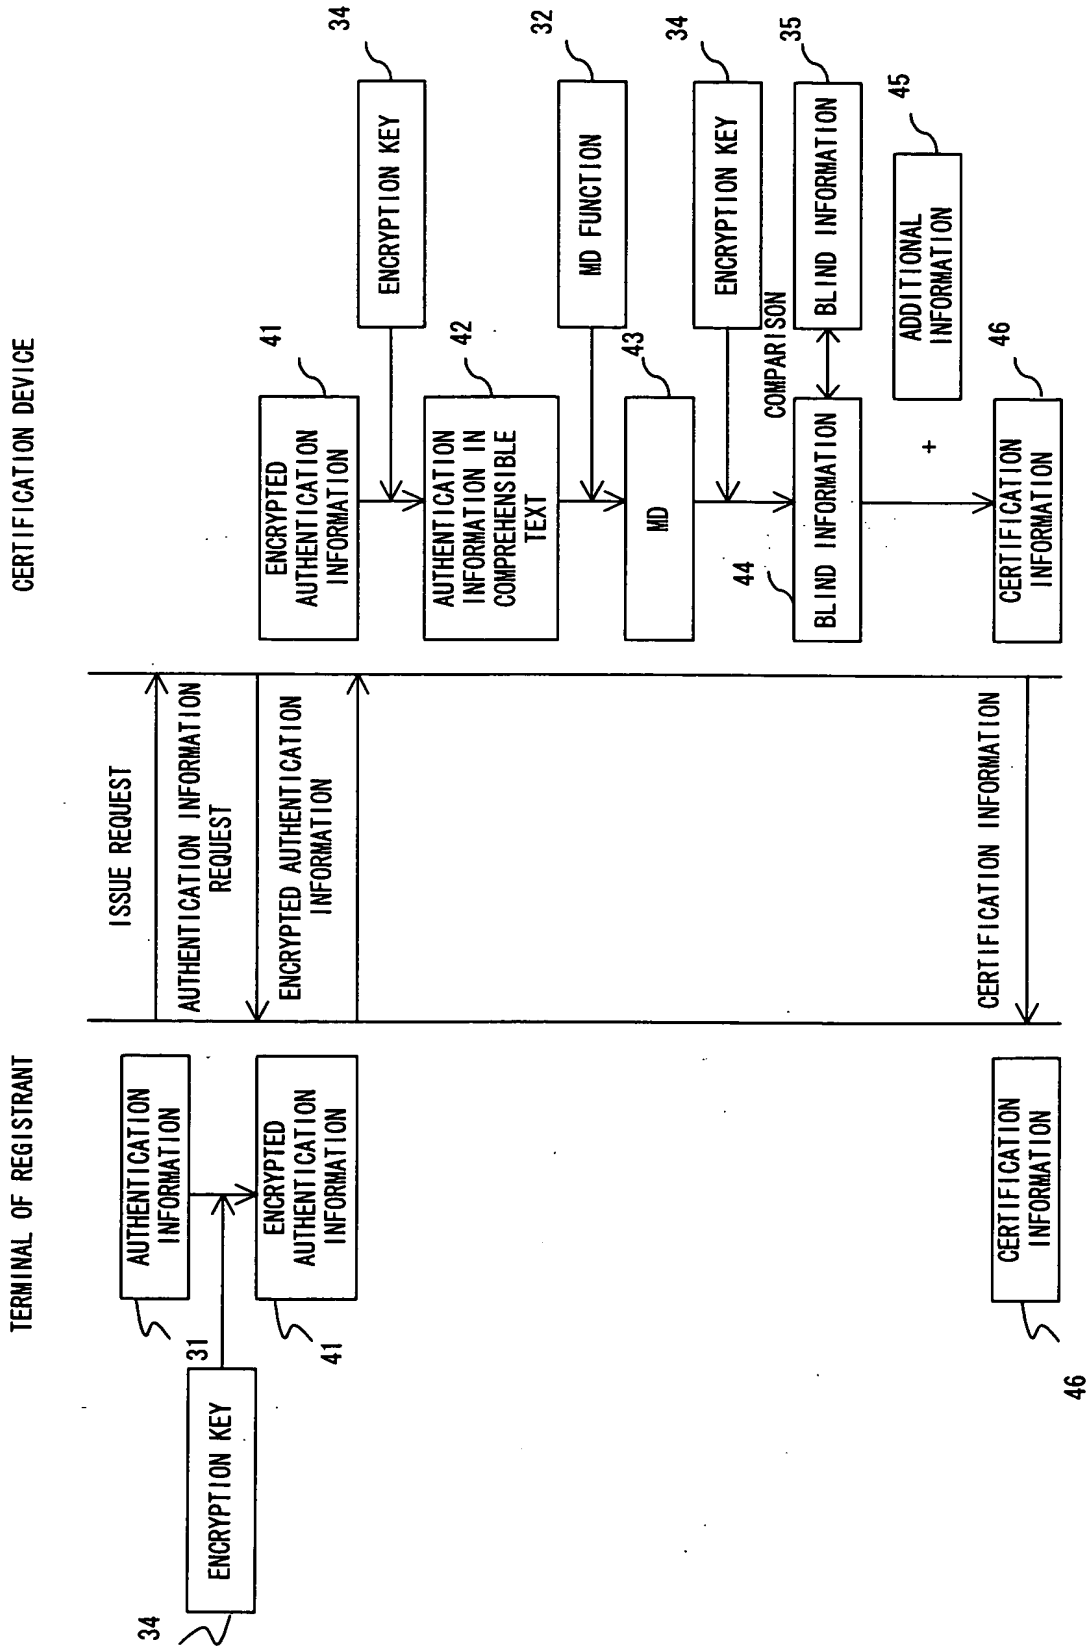 TERMINAL OF REGISTRANT
CERTIFICATION DEVICE
34
ENCRYPTION KEY
31
AUTHENTICATION
INFORMATION
ENCRYPTED
AUTHENTICATION
INFORMATION
41
ISSUE REQUEST
AUTHENTICATION INFORMATION
REQUEST
ENCRYPTED AUTHENTICATION
INFORMATION
ENCRYPTED
AUTHENTICATION
INFORMATION
41
ENCRYPTION KEY
34
AUTHENTICATION
INFORMATION IN
COMPREHENSIBLE
TEXT
42
MD FUNCTION
32
MD
43
ENCRYPTION KEY
34
COMPARISON
44
BLIND INFORMATION
BLIND INFORMATION
35
+
ADDITIONAL
INFORMATION
45
CERTIFICATION
INFORMATION
46
CERTIFICATION INFORMATION
CERTIFICATION
INFORMATION
46